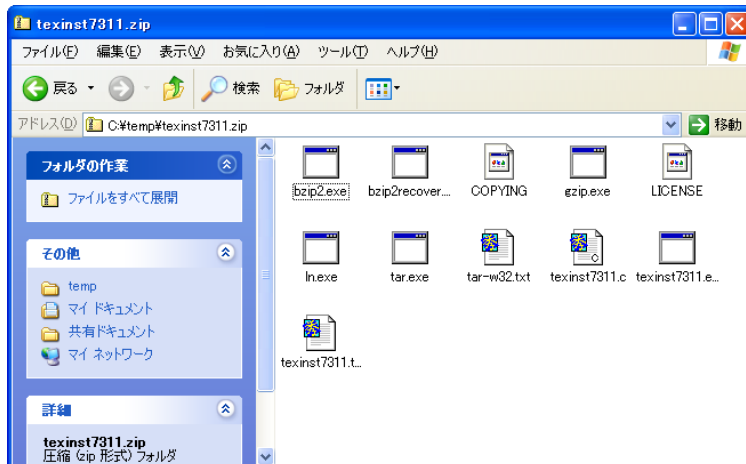 texinst7311.zip
ファイル(F) 編集(E) 表示(V) お気に入り(A) ツール(T) ヘルプ(H)
戻る 検索 フォルダ
アドレス(D) C:¥temp¥texinst7311.zip 移動
フォルダの作業
ファイルをすべて展開
その他
temp
マイ ドキュメント
共有ドキュメント
マイ ネットワーク
詳細
texinst7311.zip
圧縮 (zip 形式) フォルダ
bzip2.exe bzip2recover... COPYING gzip.exe LICENSE
ln.exe tar.exe tar-w32.txt texinst7311.c texinst7311.e...
texinst7311.t...